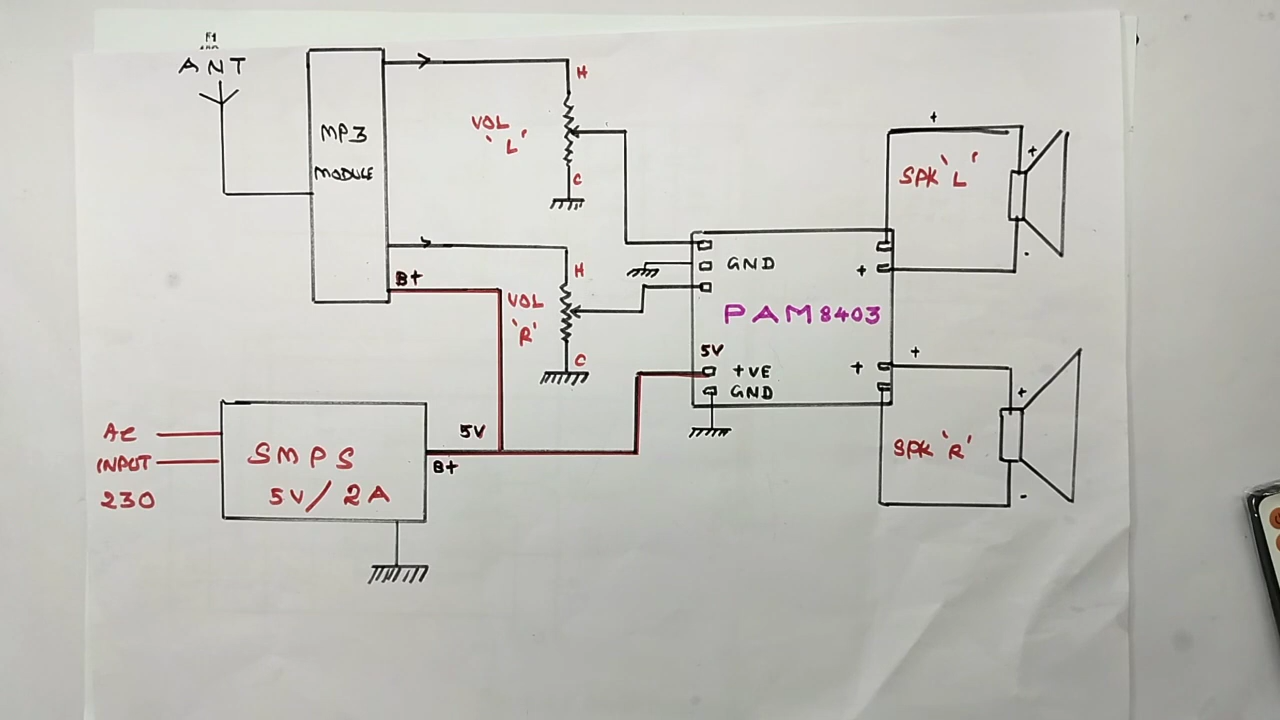 ANT
MP3
MODULE
H
VOL
'L'
C
B+
H
VOL
'R'
C
GND
PAM8403
5V
+VE
GND
+
+
+
+
-
SPK 'L'
+
+
-
SPK 'R'
AC
INPUT
230
SMPS
5V/2A
5V
B+